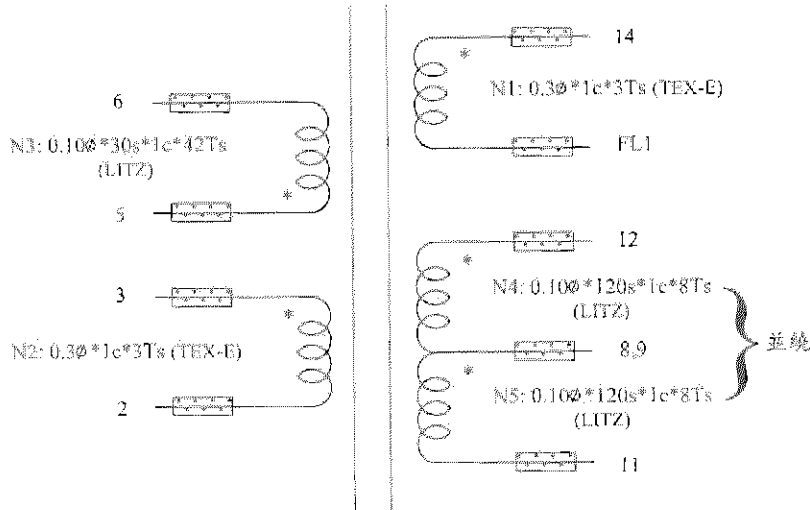 6
N3: 0.10ø*30s*1c*42Ts
(LITZ)
5
3
N2: 0.3ø*1c*3Ts (TEX-E)
2
14
N1: 0.3ø*1c*3Ts (TEX-E)
FL1
12
N4: 0.10ø*120s*1c*8Ts
(LITZ)
8,9
並繞
N5: 0.10ø*120s*1c*8Ts
(LITZ)
11